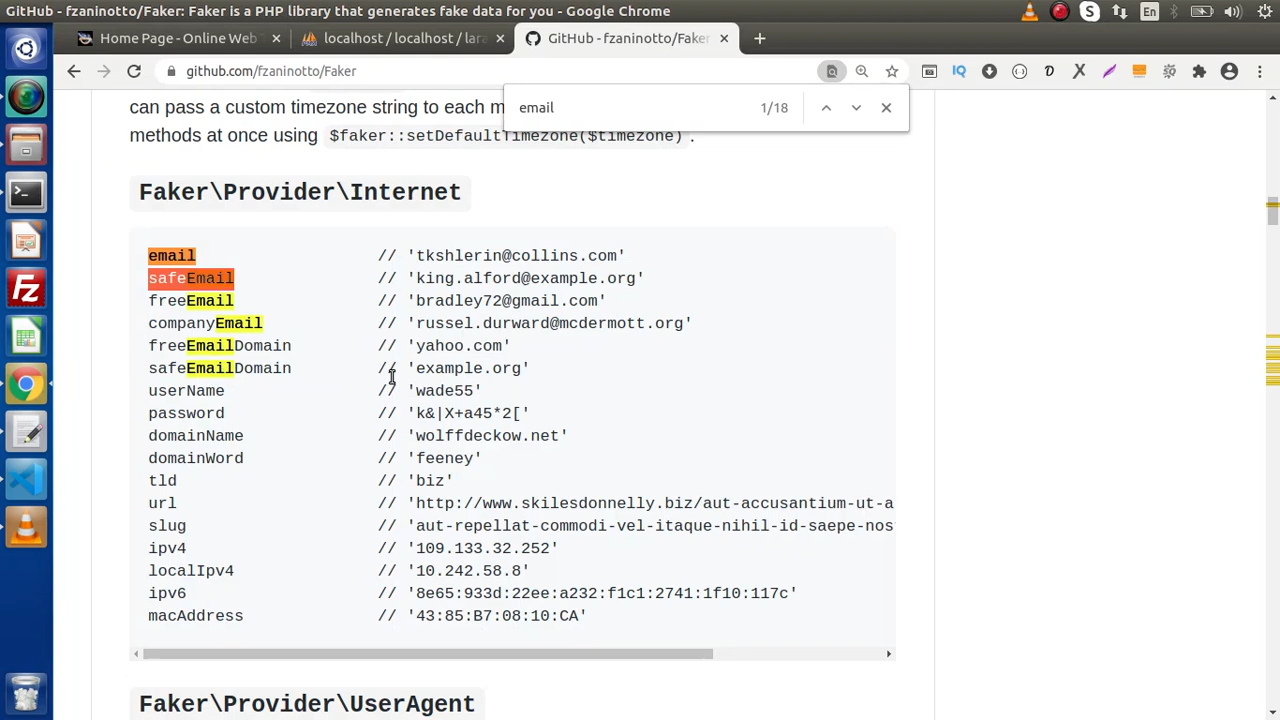 fzaninotto/Faker: Faker is a PHP library that generates fake data for you - Google Chrome
En
Home Page - Online Web
localhost / localhost / lara
GitHub - fzaninotto/Faker
github.com/fzaninotto/Faker
can pass a custom timezone string to each m
email 1/18
methods at once using $faker::setDefaultTimezone($timezone).
Faker\Provider\Internet
email // 'tkshlerin@collins.com'
safeEmail // 'king.alford@example.org'
freeEmail // 'bradley72@gmail.com'
companyEmail // 'russel.durward@mcdermott.org'
freeEmailDomain // 'yahoo.com'
safeEmailDomain // 'example.org'
userName // 'wade55'
password // 'k&|X+a45*2['
domainName // 'wolffdeckow.net'
domainWord // 'feeney'
tld // 'biz'
url // 'http://www.skilesdonnelly.biz/aut-accusantium-ut-a
slug // 'aut-repellat-commodi-vel-itaque-nihil-id-saepe-nos
ipv4 // '109.133.32.252'
localIpv4 // '10.242.58.8'
ipv6 // '8e65:933d:22ee:a232:f1c1:2741:1f10:117c'
macAddress // '43:85:B7:08:10:CA'
Faker\Provider\UserAgent